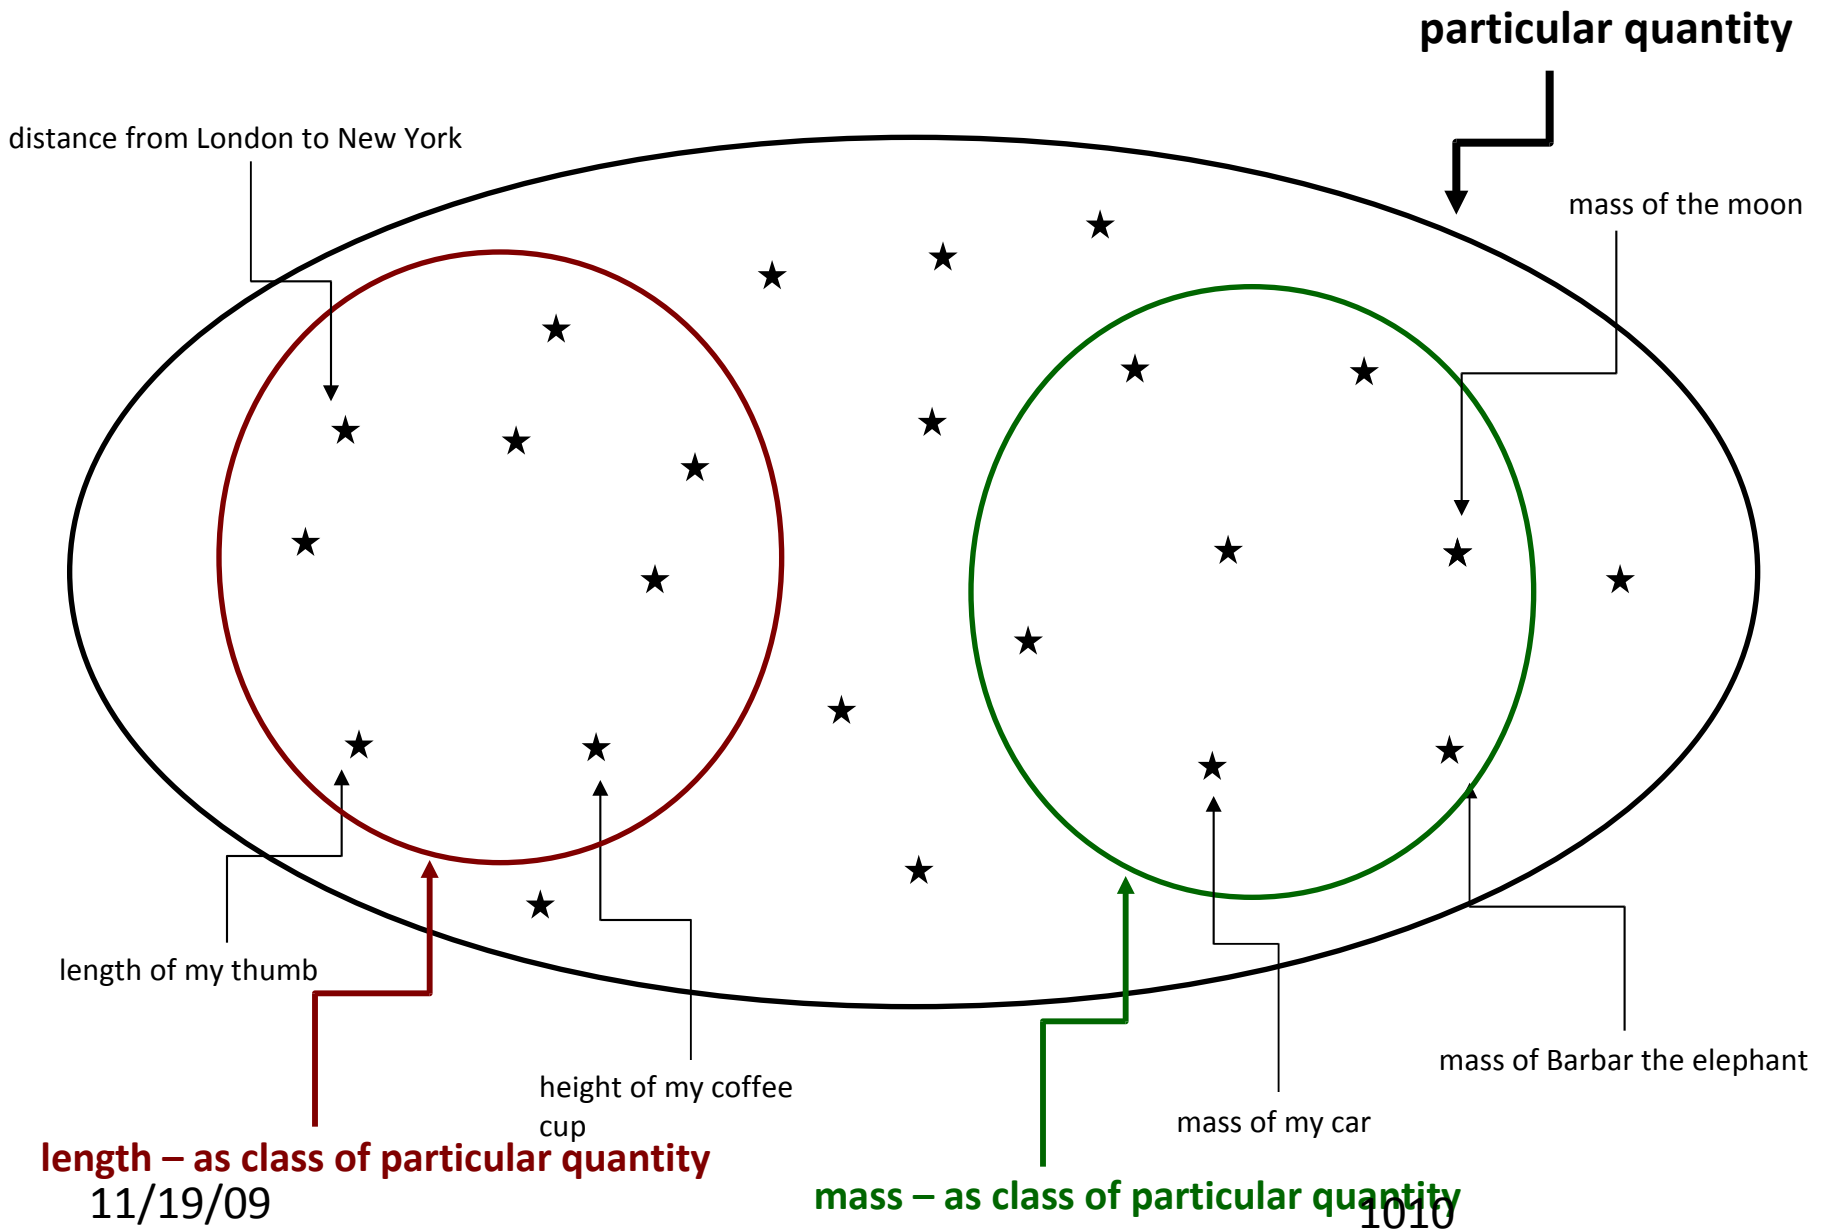 particular quantity
distance from London to New York
mass of the moon
length of my thumb
height of my coffee
cup
mass of Barbar the elephant
mass of my car
length – as class of particular quantity
mass – as class of particular quantity
11/19/09
1010